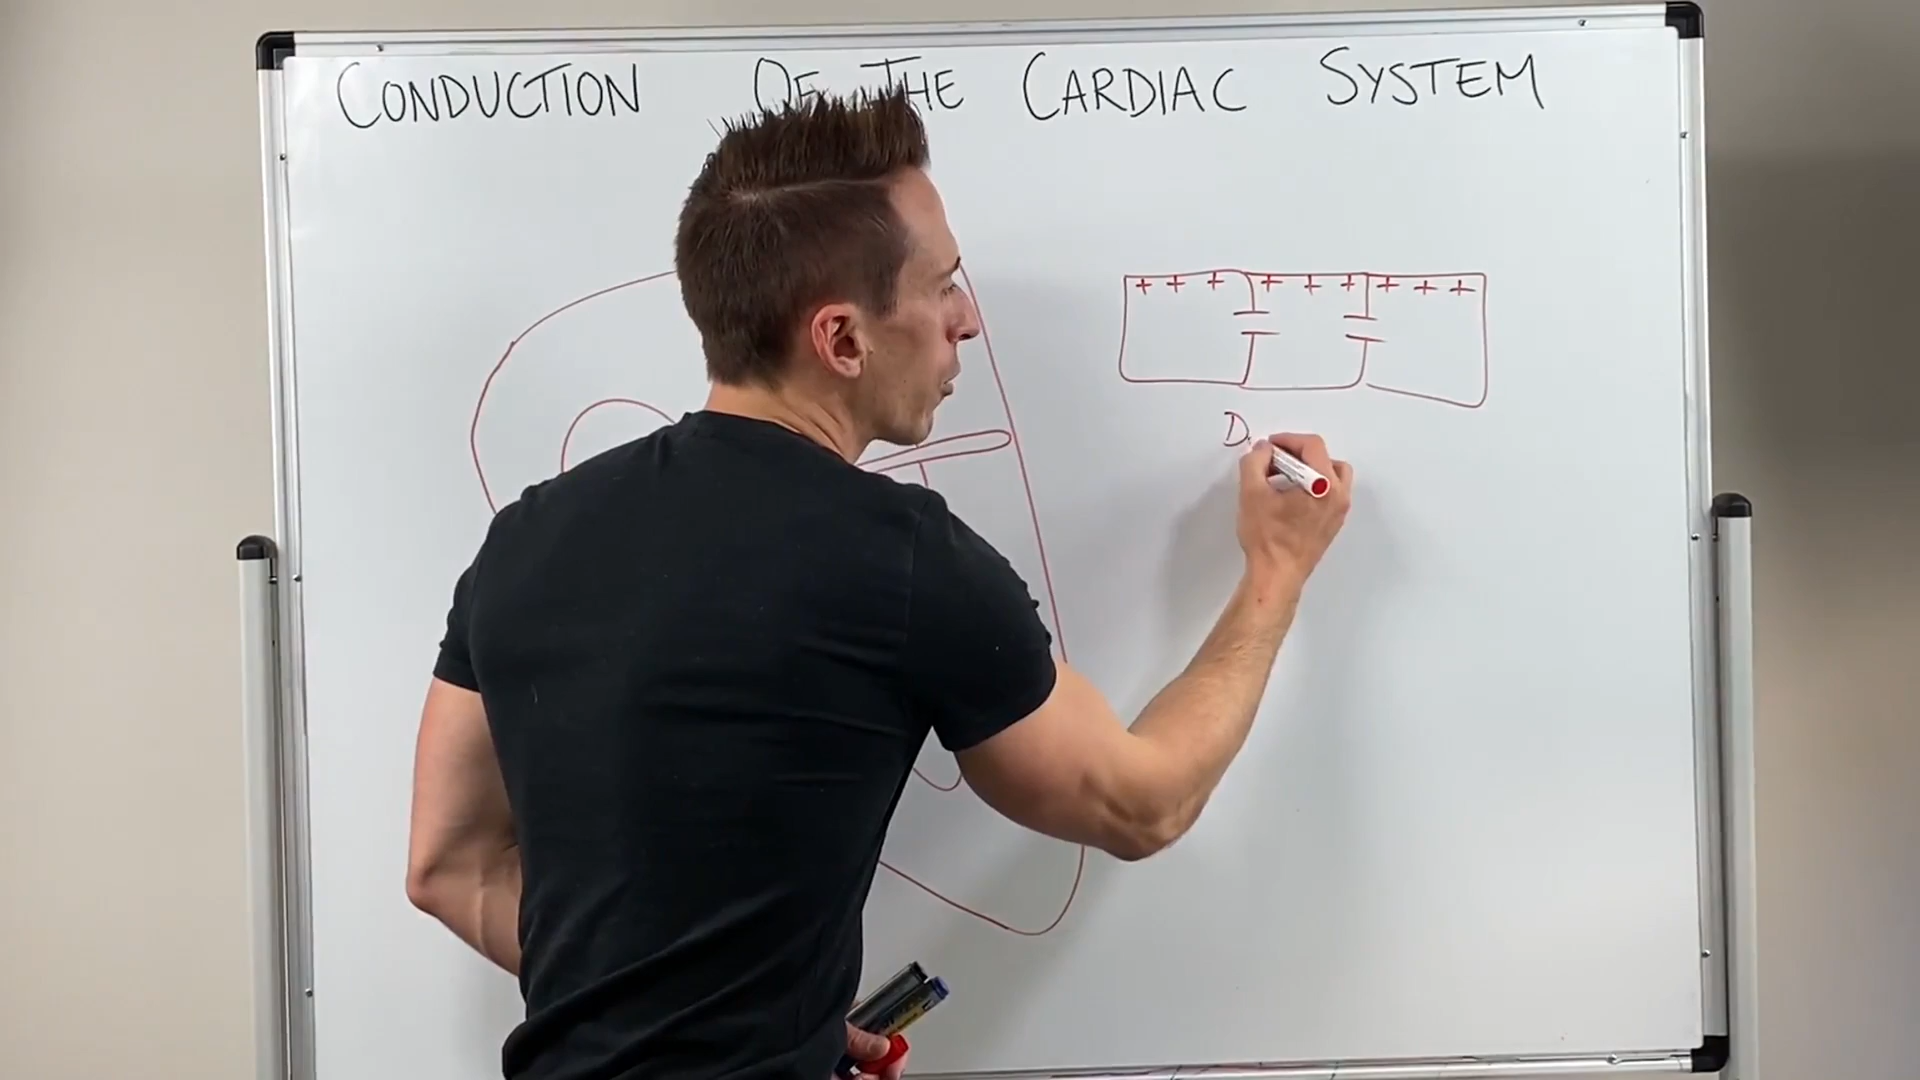 CONDUCTION OF THE CARDIAC SYSTEM
+ + + + + + + + +
D